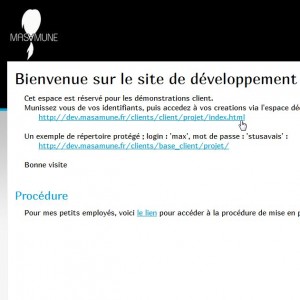 MASAMUNE
Bienvenue sur le site de développement
Cet espace est réservé pour les démonstrations client.
Munissez vous de vos identifiants, puis accedez à vos creations via l'espace dé
http://dev.masamune.fr/clients/client/projet/index.html
Un exemple de répertoire protégé ; login : 'max', mot de passe : 'stusavais' :
http://dev.masamune.fr/clients/base_client/projet/
Bonne visite
Procédure
Pour mes petits employés, voici le lien pour accéder à la procédure de mise en p